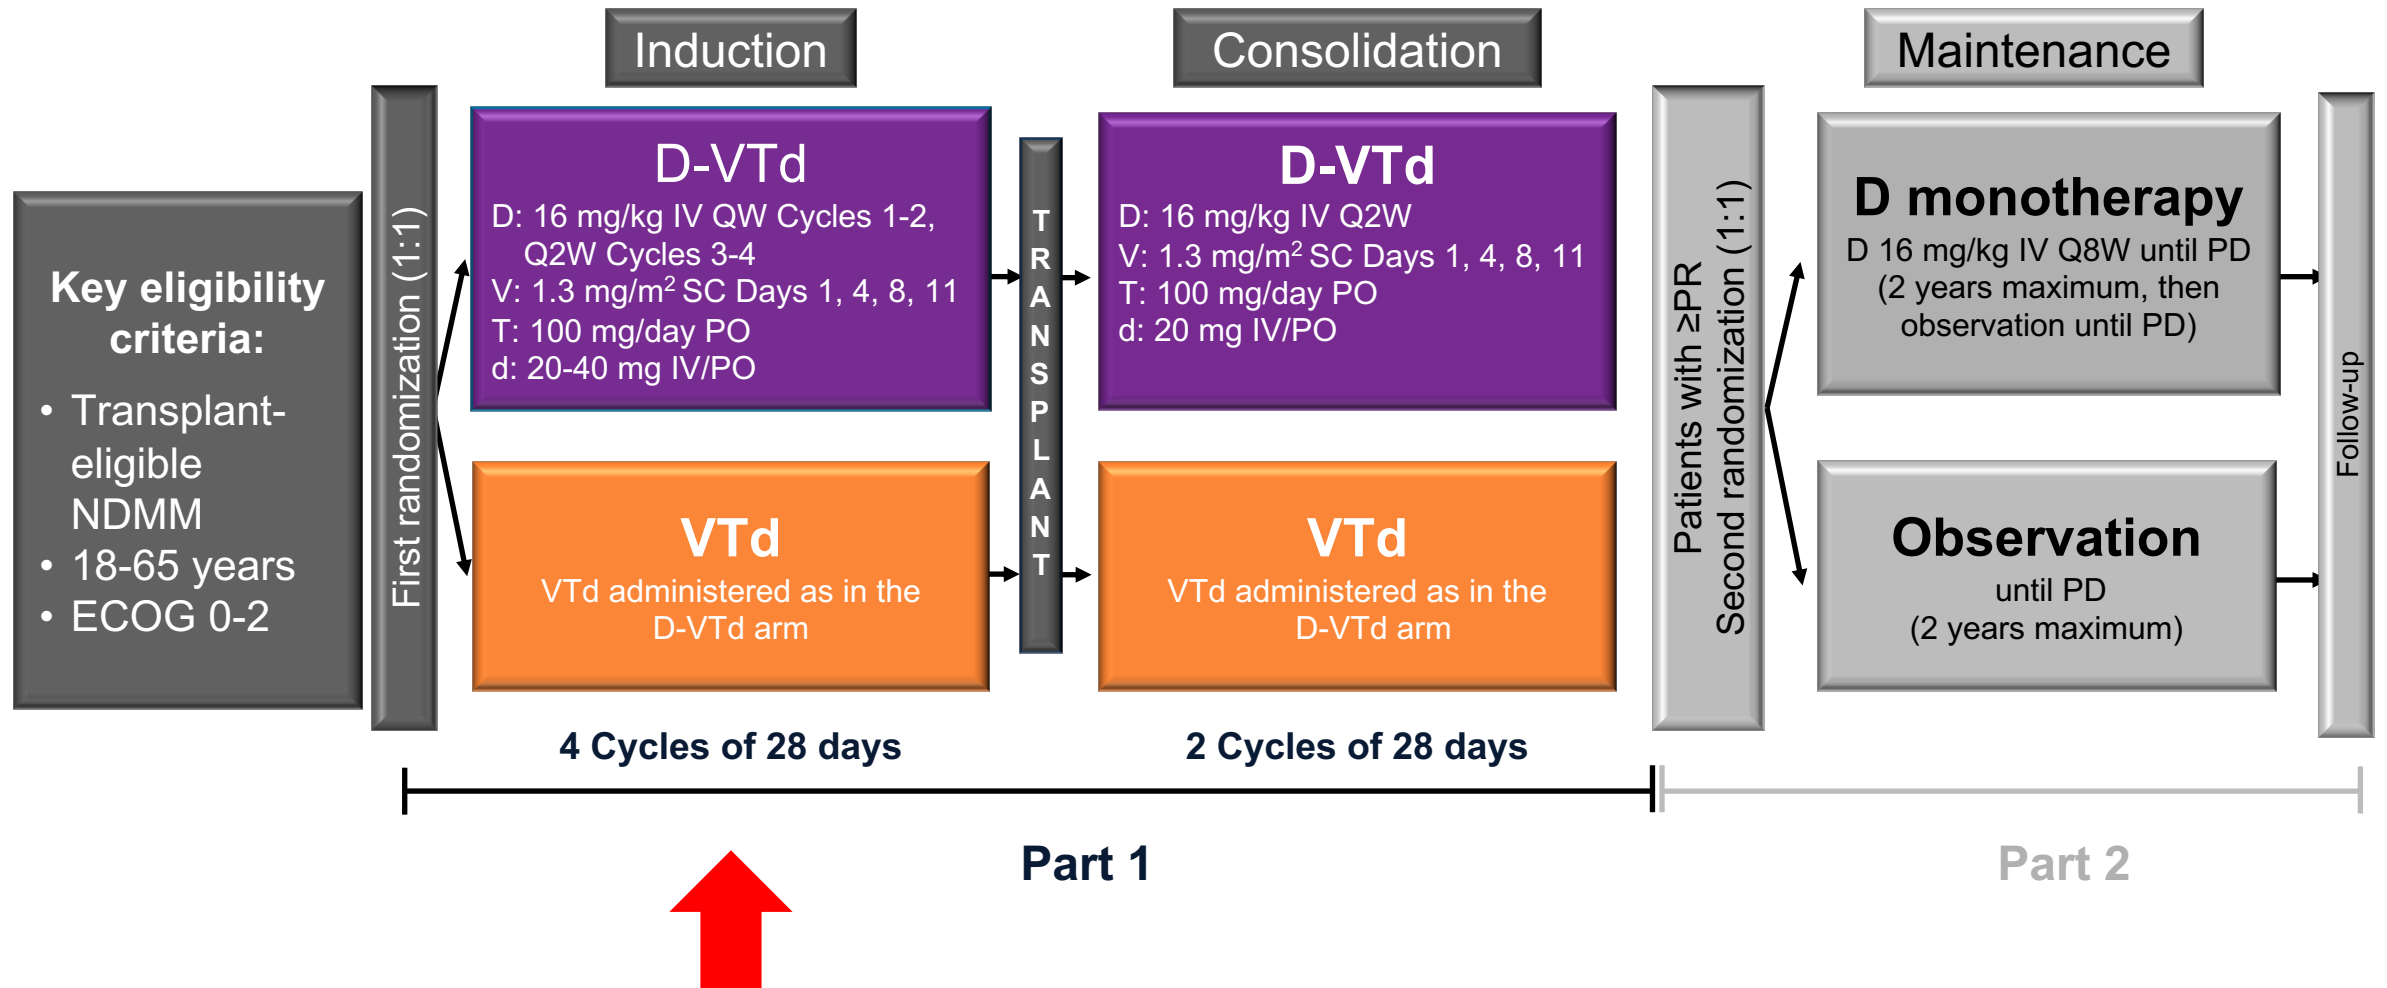 Induction
Consolidation
Maintenance
Key eligibility
criteria:
• Transplant-
eligible
NDMM
• 18-65 years
• ECOG 0-2
First randomization (1:1)
D-VTd
D: 16 mg/kg IV QW Cycles 1-2,
Q2W Cycles 3-4
V: 1.3 mg/m² SC Days 1, 4, 8, 11
T: 100 mg/day PO
d: 20-40 mg IV/PO
VTd
VTd administered as in the
D-VTd arm
4 Cycles of 28 days
T
R
A
N
S
P
L
A
N
T
D-VTd
D: 16 mg/kg IV Q2W
V: 1.3 mg/m² SC Days 1, 4, 8, 11
T: 100 mg/day PO
d: 20 mg IV/PO
VTd
VTd administered as in the
D-VTd arm
2 Cycles of 28 days
Patients with ≥PR
Second randomization (1:1)
D monotherapy
D 16 mg/kg IV Q8W until PD
(2 years maximum, then
observation until PD)
Observation
until PD
(2 years maximum)
Follow-up
Part 1
Part 2